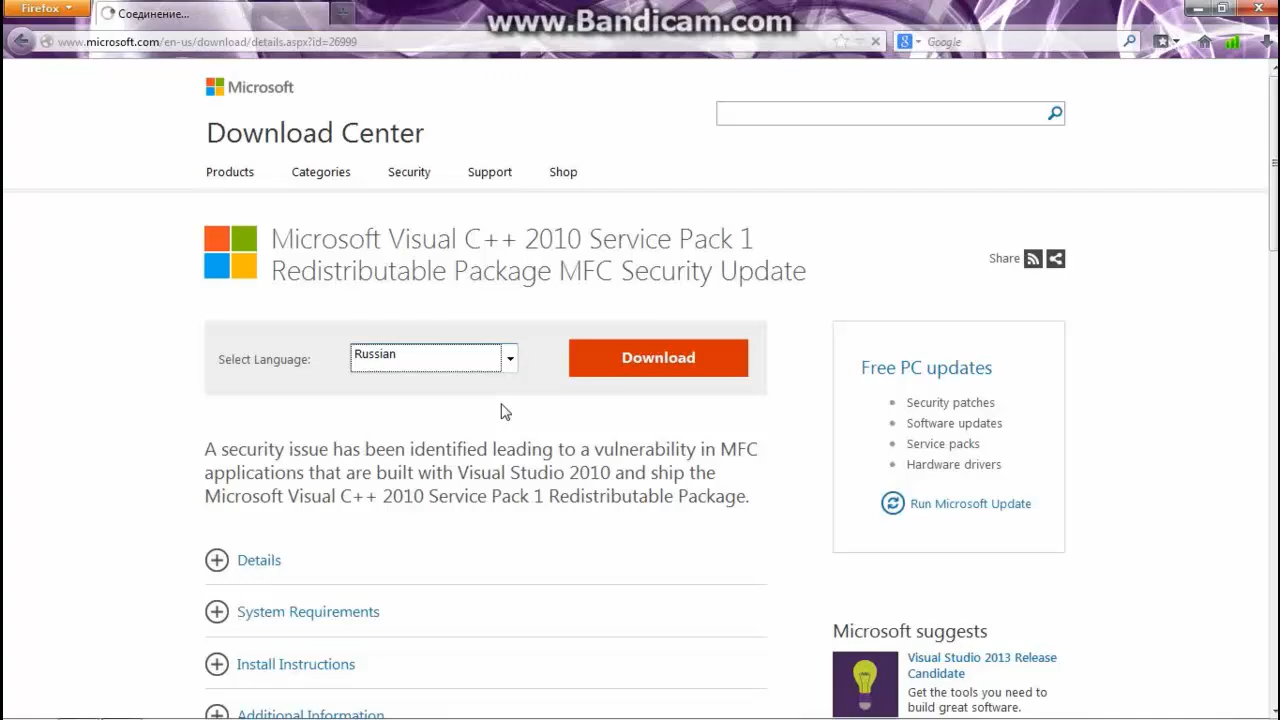 Firefox
Соединение...
www.Bandicam.com
www.microsoft.com/en-us/download/details.aspx?id=26999
Google
Microsoft
Download Center
Products Categories Security Support Shop
Microsoft Visual C++ 2010 Service Pack 1
Redistributable Package MFC Security Update
Share
Select Language:
Russian
Download
A security issue has been identified leading to a vulnerability in MFC
applications that are built with Visual Studio 2010 and ship the
Microsoft Visual C++ 2010 Service Pack 1 Redistributable Package.
Details
System Requirements
Install Instructions
Additional Information
Free PC updates
Security patches
Software updates
Service packs
Hardware drivers
Run Microsoft Update
Microsoft suggests
Visual Studio 2013 Release
Candidate
Get the tools you need to
build great software.